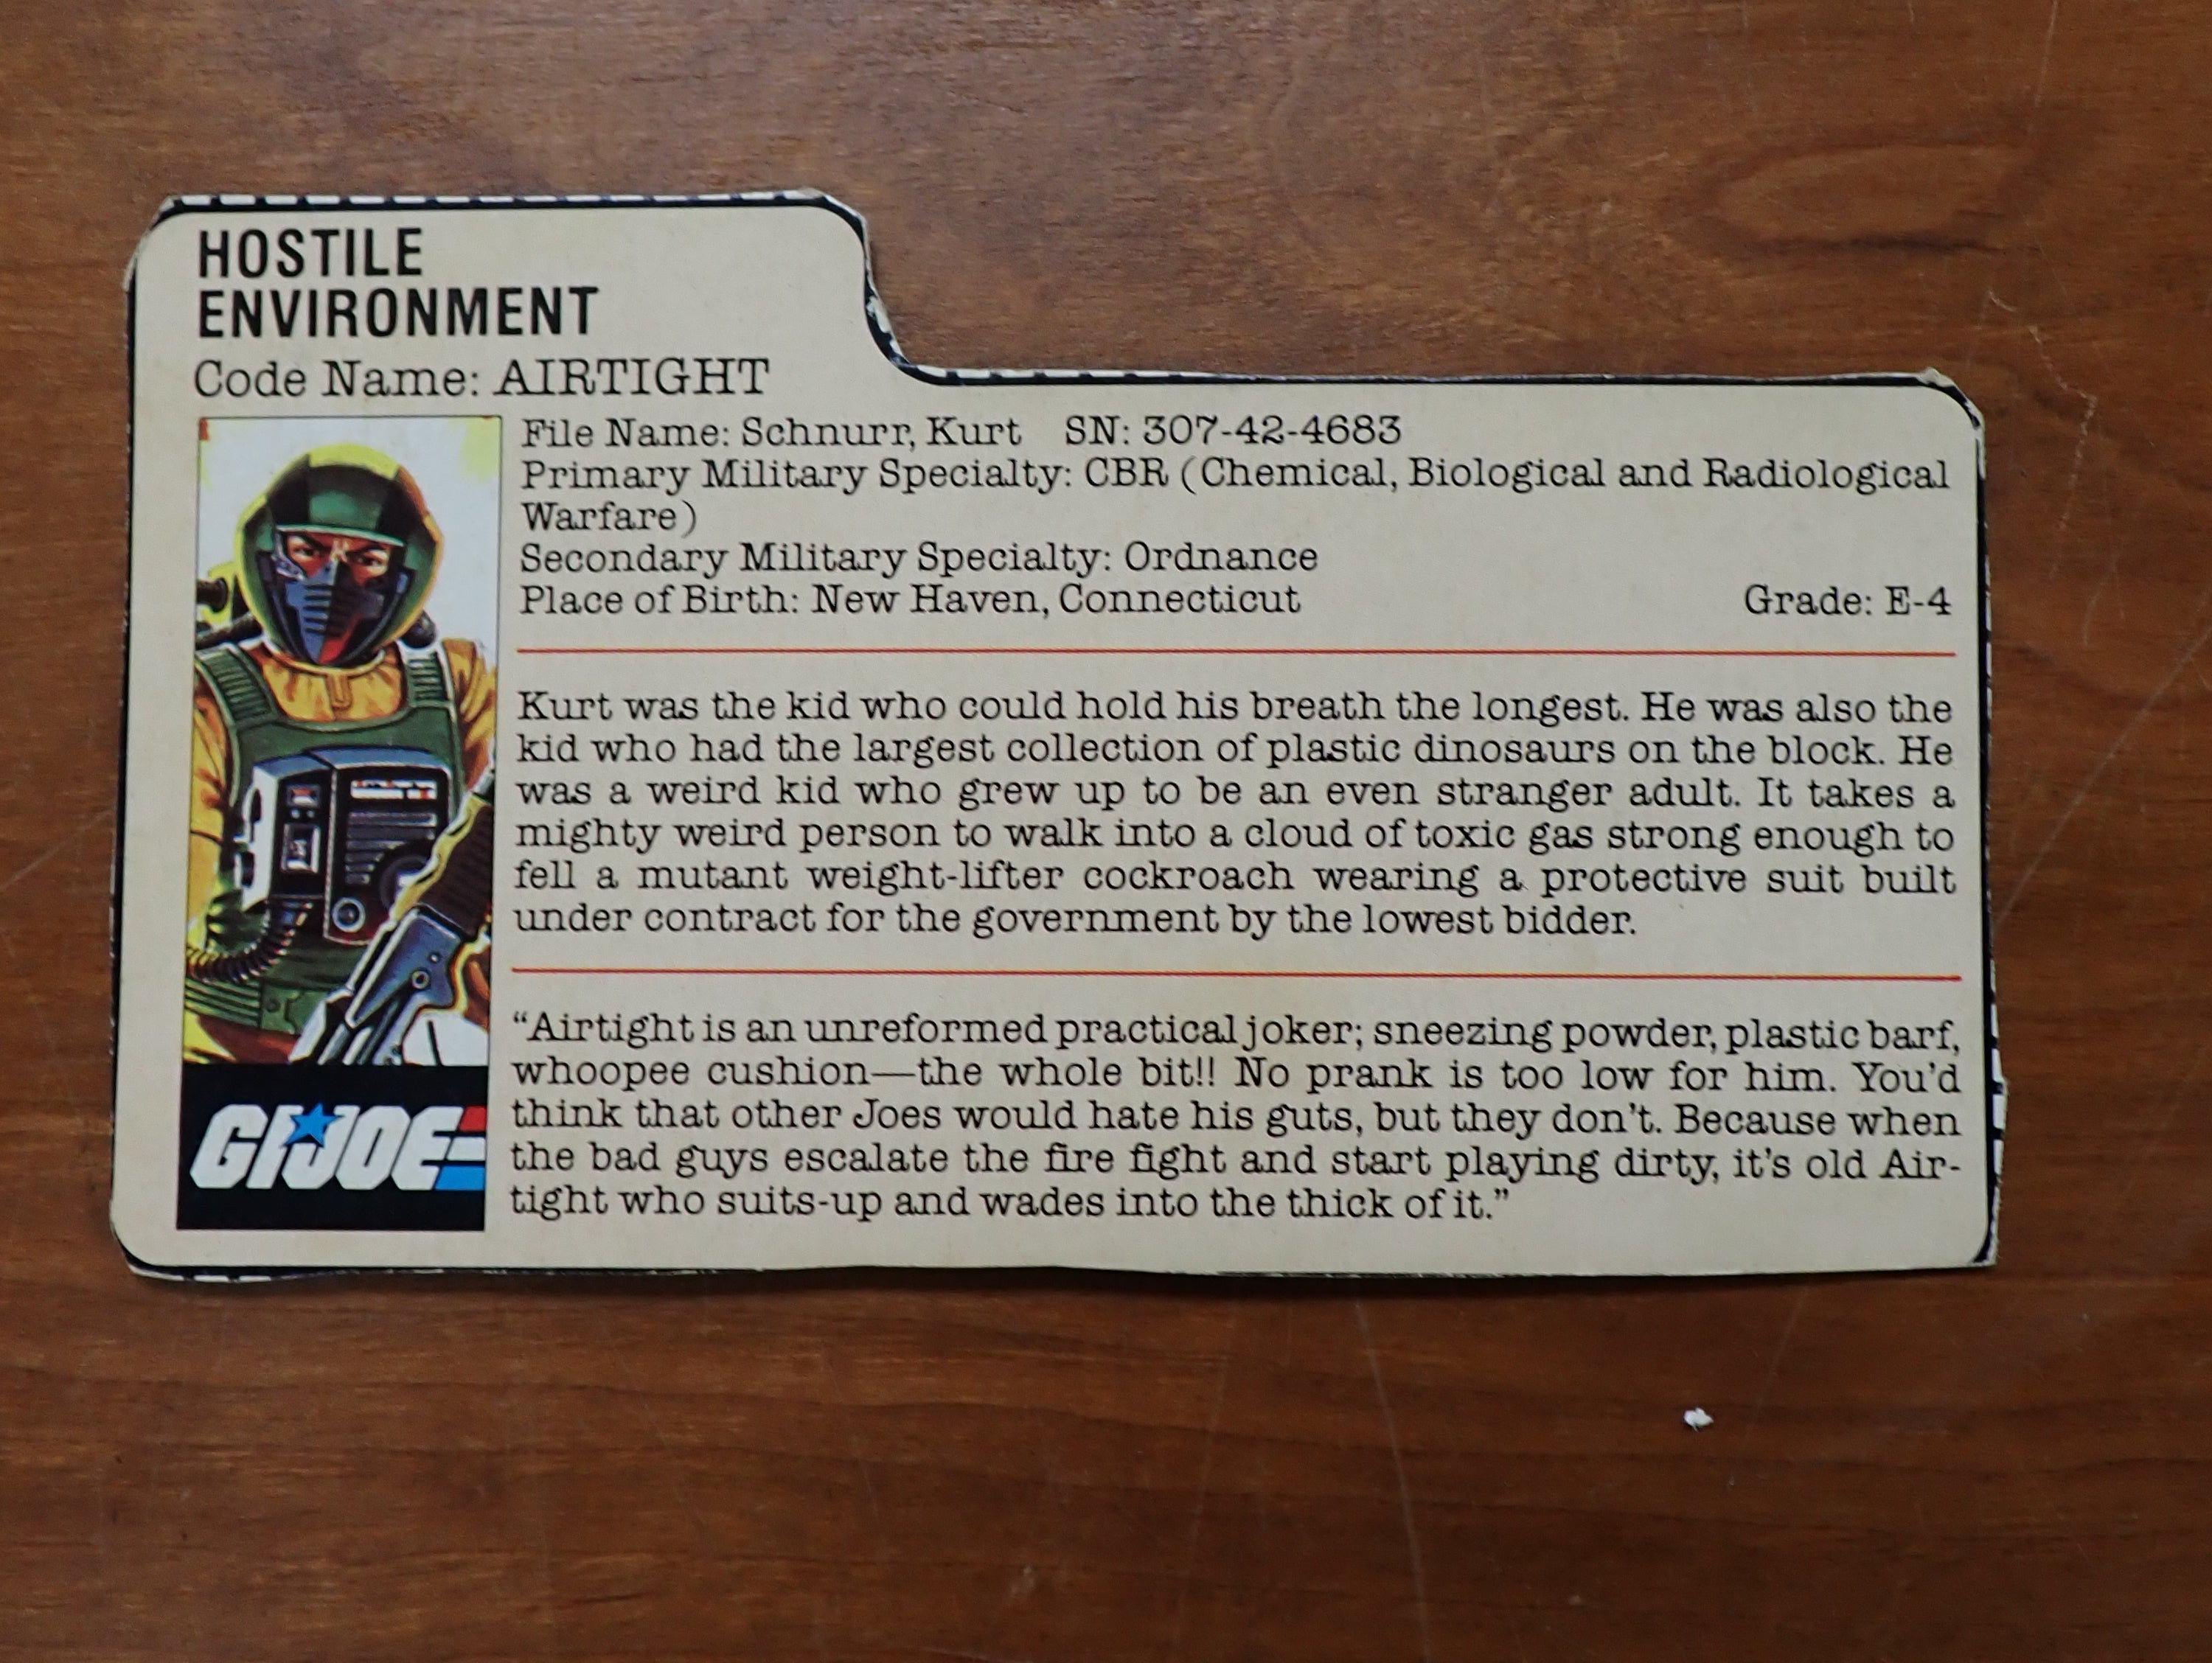 HOSTILE
ENVIRONMENT
Code Name: AIRTIGHT
File Name: Schnurr, Kurt SN: 307-42-4683
Primary Military Specialty: CBR (Chemical, Biological and Radiological
Warfare)
Secondary Military Specialty: Ordnance
Place of Birth: New Haven, Connecticut Grade: E-4
Kurt was the kid who could hold his breath the longest. He was also the
kid who had the largest collection of plastic dinosaurs on the block. He
was a weird kid who grew up to be an even stranger adult. It takes a
mighty weird person to walk into a cloud of toxic gas strong enough to
fell a mutant weight-lifter cockroach wearing a protective suit built
under contract for the government by the lowest bidder.
“Airtight is an unreformed practical joker; sneezing powder, plastic barf,
whoopee cushion—the whole bit!! No prank is too low for him. You’d
think that other Joes would hate his guts, but they don’t. Because when
the bad guys escalate the fire fight and start playing dirty, it’s old Air-
tight who suits-up and wades into the thick of it.”
GI JOE